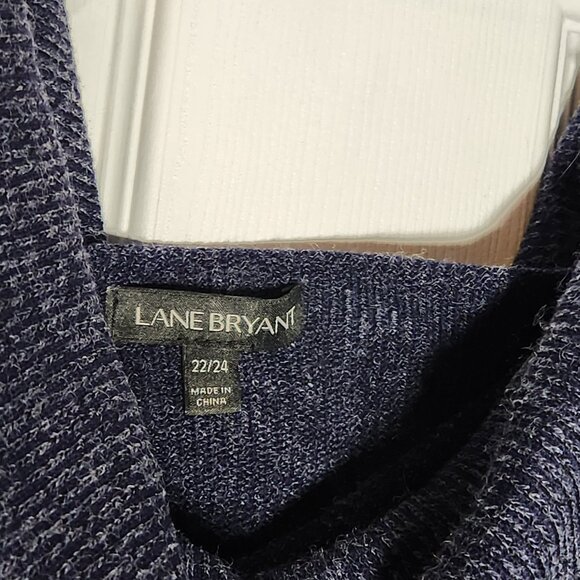 LANE BRYANT
22/24
MADE IN
CHINA